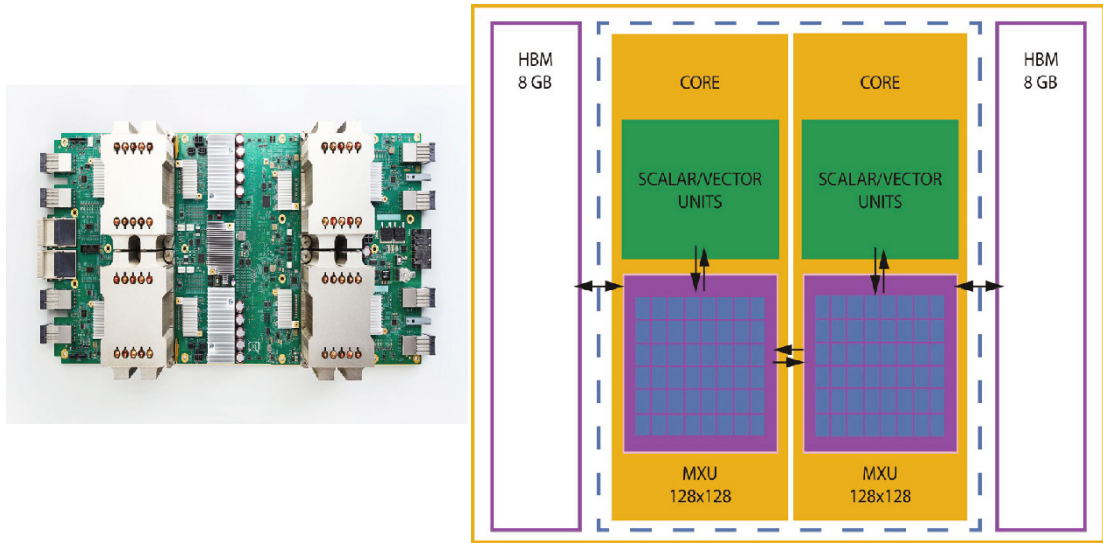 HBM
8 GB
CORE
SCALAR/VECTOR
UNITS
MXU
128x128
CORE
SCALAR/VECTOR
UNITS
MXU
128x128
HBM
8 GB